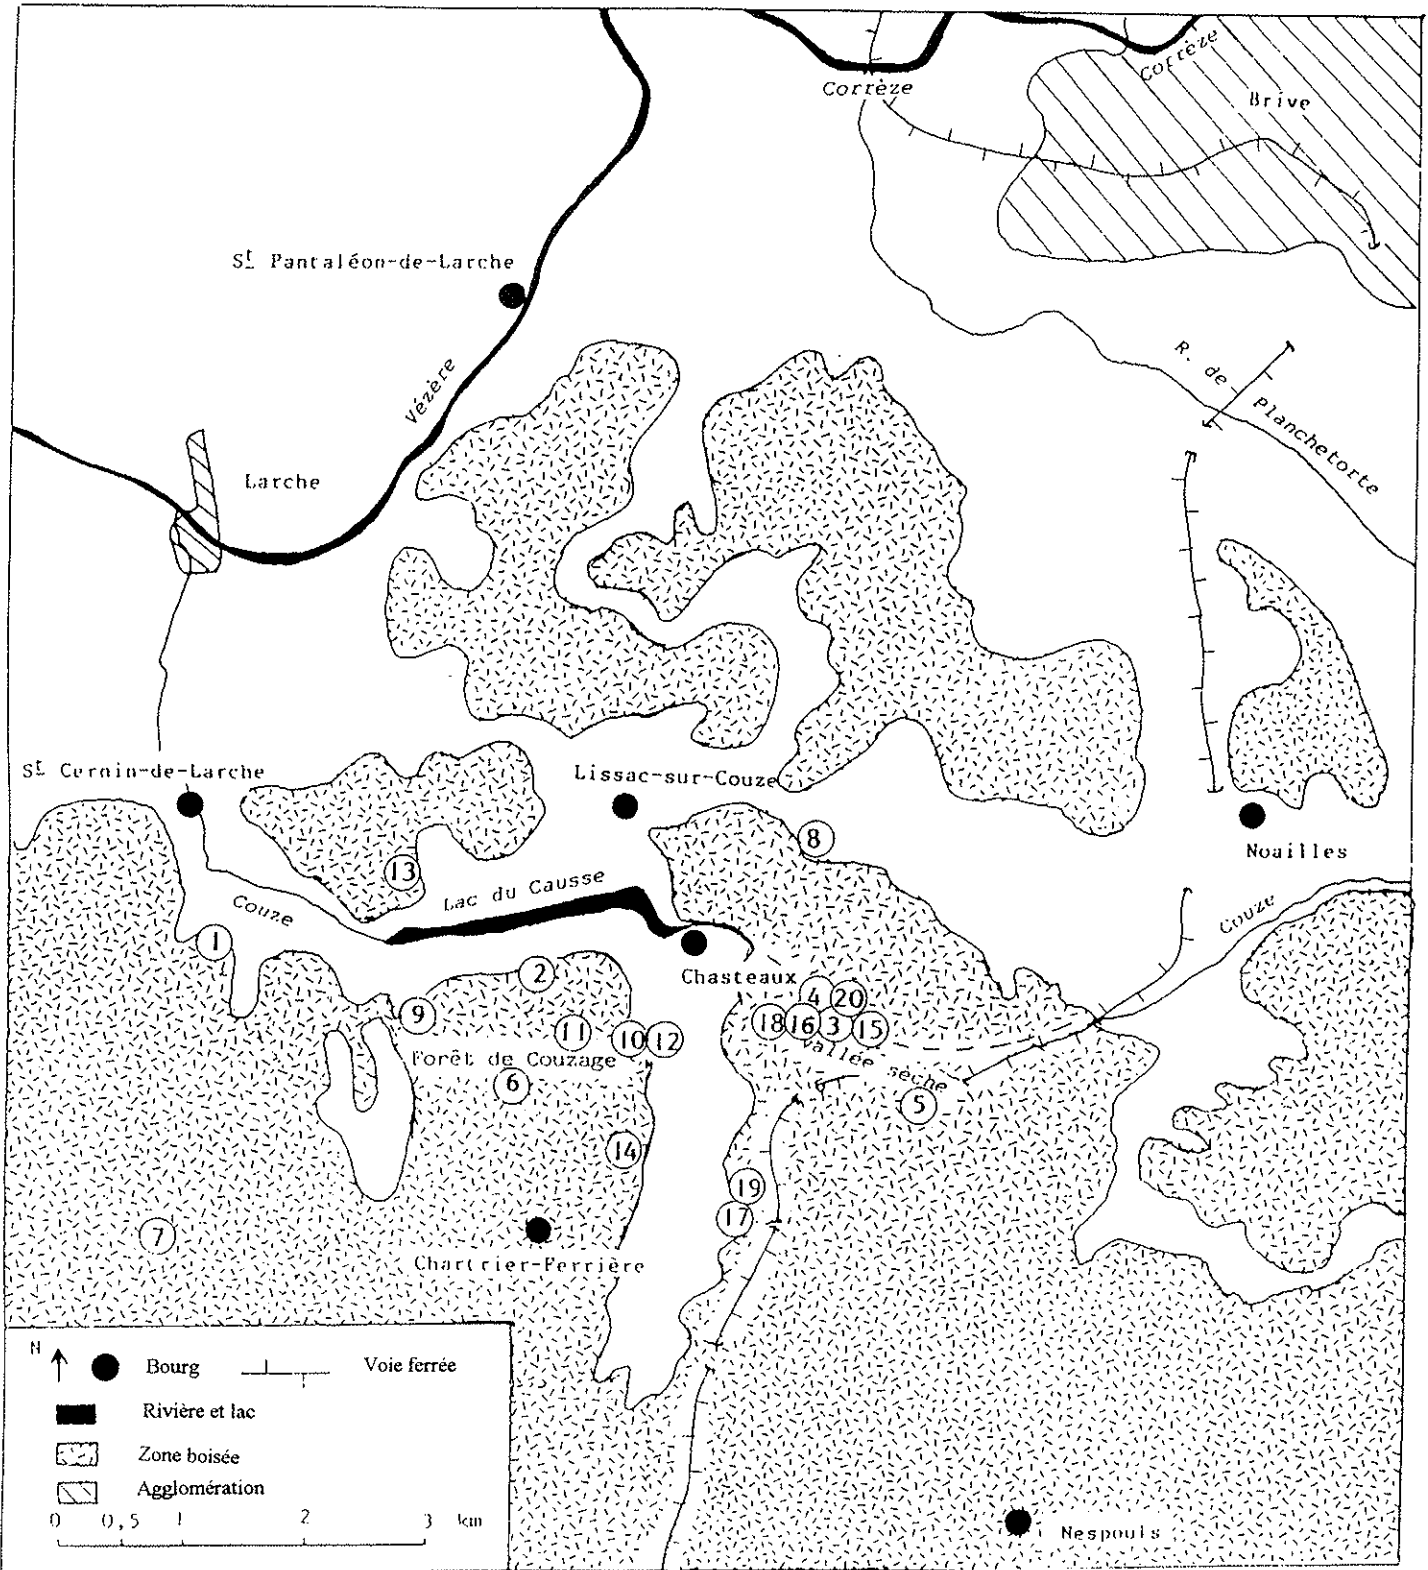 Corrèze
Corrèze
Brive
St Pantaléon-de-Larche
Vézère
R. de
Planchetorte
Larche
St Cernin-de-Larche
Lissac-sur-Couze
8
Noailles
13
Lac du Causse
Couze
Couze
1
2
Chasteaux
4
20
9
11
10
12
18
16
3
15
Forêt de Couzage
Vallée sèche
6
5
14
19
17
7
Chartrier-Ferrière
N
Bourg
Voie ferrée
Rivière et lac
Zone boisée
Agglomération
0 0,5 1 2 3 km
Nespouls